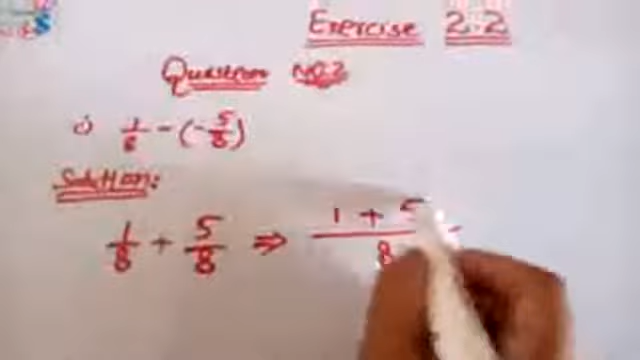 Exercise 2.2
Question No.2
i) 1/8 - (-5/8)
Solution:
1/8 + 5/8 ⇒ 1 + 5/8 =